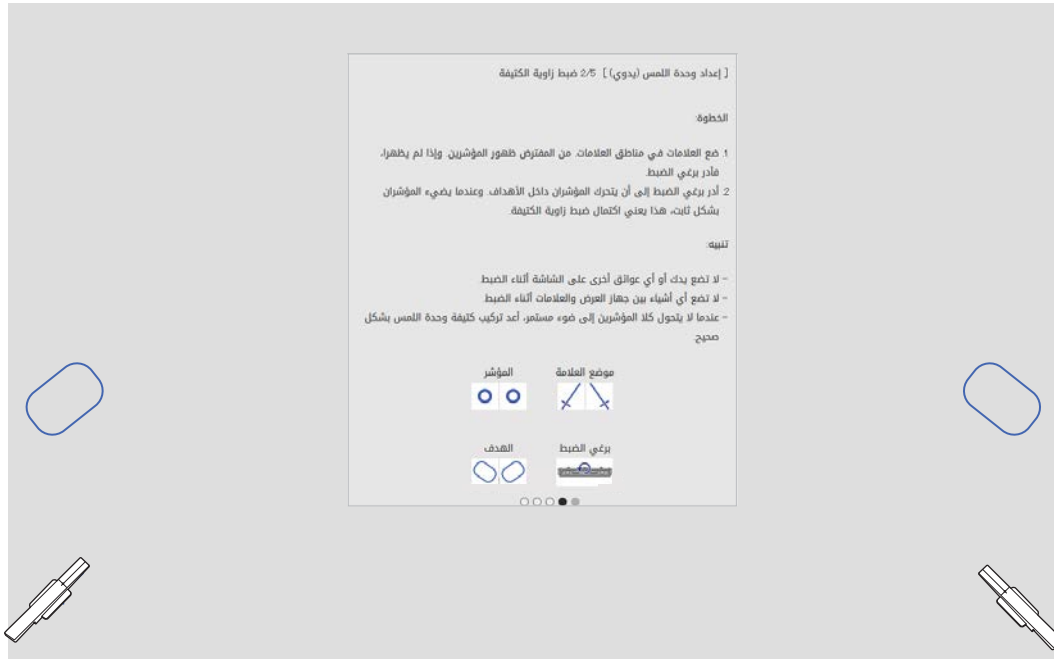 [ إعداد وحدة اللمس (يدوي) ] 2/5 ضبط زاوية الكثيفة
الخطوة:
1. ضع العلامات في مناطق العلامات. من المفترض ظهور المؤشرين. وإذا لم يظهرا،
فأدر برغي الضبط.
2. أدر برغي الضبط إلى أن يتحرك المؤشران داخل الأهداف. وعندما يضيء المؤشران
بشكل ثابت، هذا يعني اكتمال ضبط زاوية الكثيفة.
تنبيه:
- لا تضع يدك أو أي عوائق أخرى على الشاشة أثناء الضبط.
- لا تضع أي أشياء بين جهاز العرض والعلامات أثناء الضبط.
- عندما لا يتحول كلا المؤشرين إلى ضوء مستمر، أعد تركيب كثيفة وحدة اللمس بشكل
صحيح.
موضع العلامة المؤشر
برغي الضبط الهدف